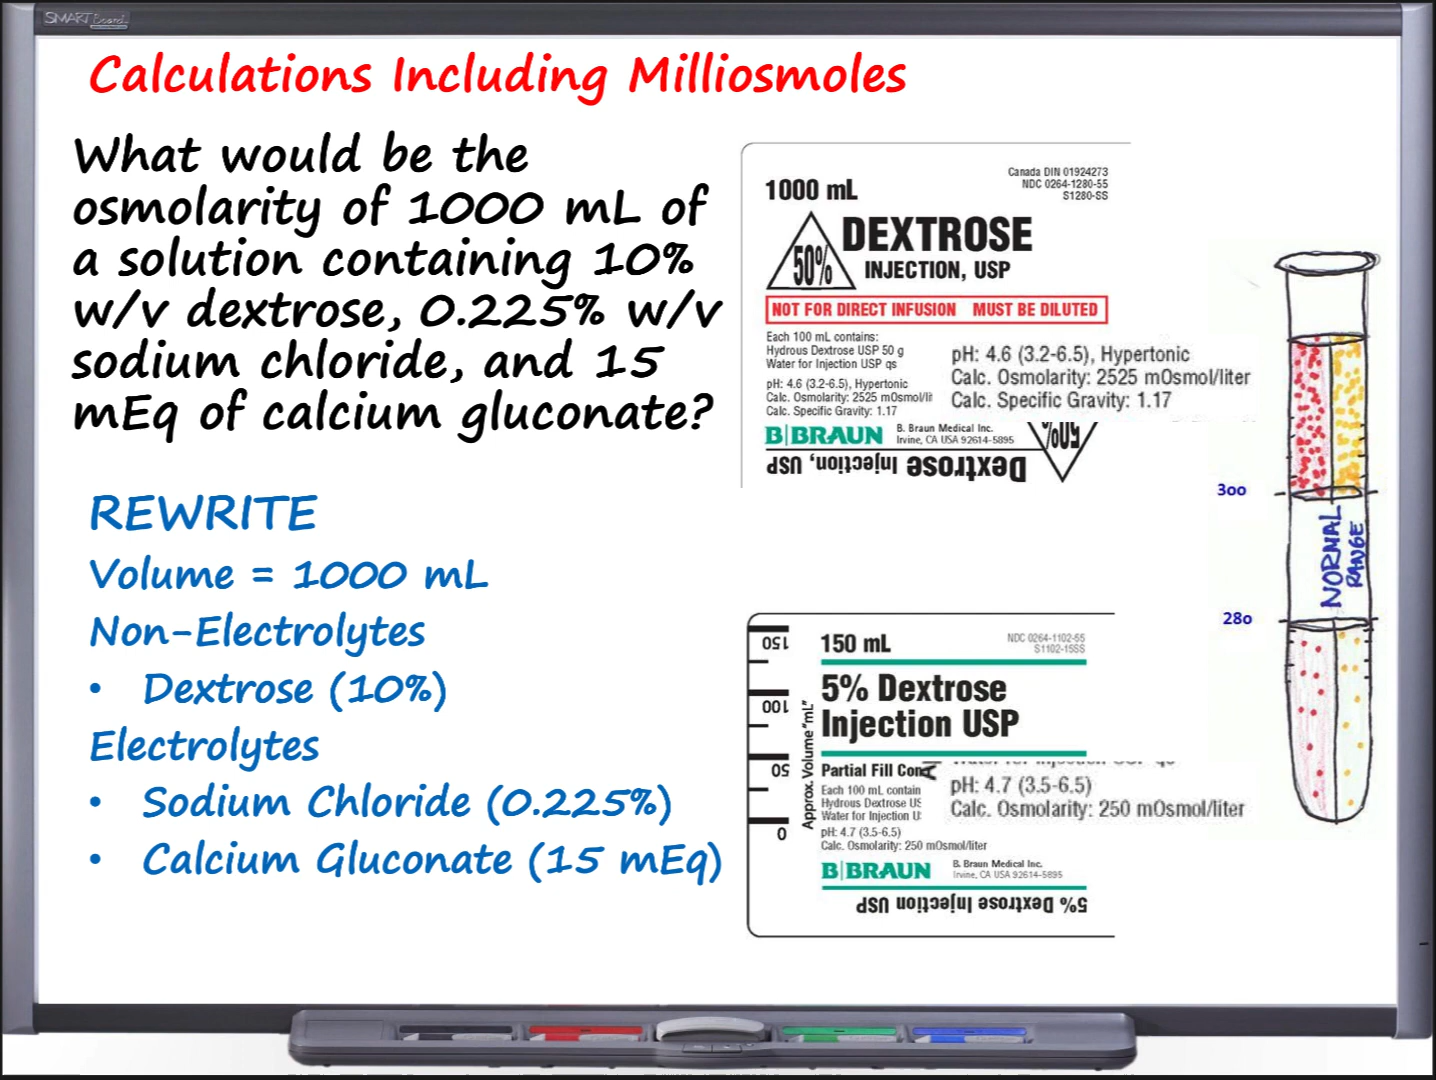 SMART Board
Calculations Including Milliosmoles
What would be the
osmolarity of 1000 mL of
a solution containing 10%
w/v dextrose, 0.225% w/v
sodium chloride, and 15
mEq of calcium gluconate?
REWRITE
Volume = 1000 mL
Non-Electrolytes
• Dextrose (10%)
Electrolytes
• Sodium Chloride (0.225%)
• Calcium Gluconate (15 mEq)
Canada DIN 01924273
NDC 0264-1280-55
S1280-SS
1000 mL
50%
DEXTROSE
INJECTION, USP
NOT FOR DIRECT INFUSION MUST BE DILUTED
Each 100 mL contains:
Hydrous Dextrose USP 50 g
Water for Injection USP qs
pH: 4.6 (3.2-6.5), Hypertonic
Calc. Osmolarity: 2525 mOsmol/lit
Calc. Specific Gravity: 1.17
pH: 4.6 (3.2-6.5), Hypertonic
Calc. Osmolarity: 2525 mOsmol/liter
Calc. Specific Gravity: 1.17
B|BRAUN
B. Braun Medical Inc.
Irvine, CA USA 92614-5895
50%
Dextrose Injection, USP
300
NORMAL
RANGE
280
150
100
50
0
Approx. Volume "mL"
150 mL
NDC 0264-1102-55
S1102-15SS
5% Dextrose
Injection USP
Partial Fill Con
Each 100 mL contain
Hydrous Dextrose US
Water for Injection U
pH: 4.7 (3.5-6.5)
Calc. Osmolarity: 250 mOsmol/liter
pH: 4.7 (3.5-6.5)
Calc. Osmolarity: 250 mOsmol/liter
B|BRAUN
B. Braun Medical Inc.
Irvine, CA USA 92614-5895
5% Dextrose Injection USP